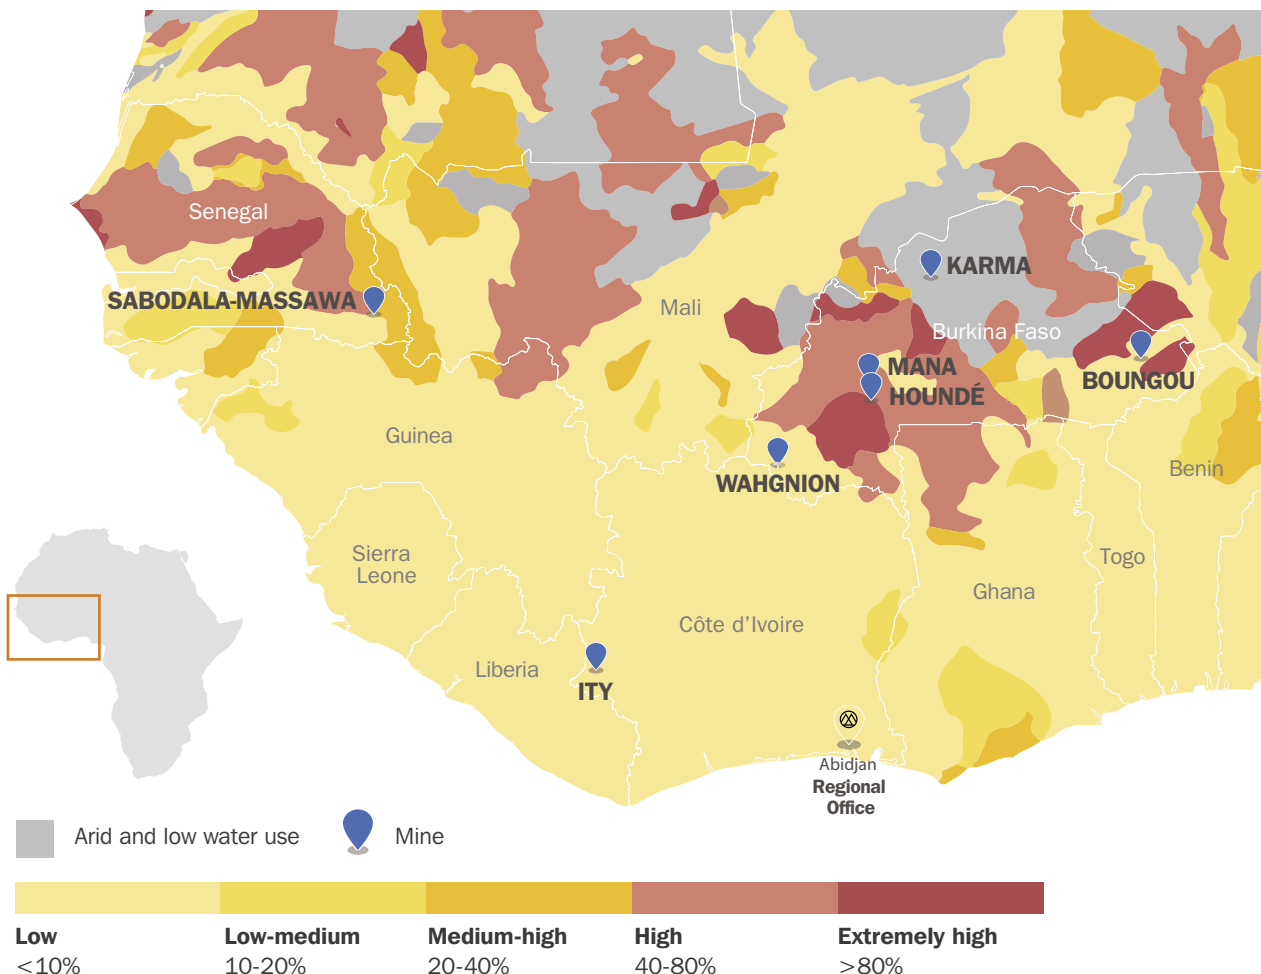 Senegal
SABODALA-MASSAWA
Mali
KARMA
Burkina Faso
MANA
HOUNDÉ
BOUNGOU
Guinea
WAHGNION
Benin
Sierra
Leone
Togo
Ghana
Côte d’Ivoire
Liberia
ITY
Abidjan
Regional
Office
Arid and low water use
Mine
Low
<10%
Low-medium
10-20%
Medium-high
20-40%
High
40-80%
Extremely high
>80%